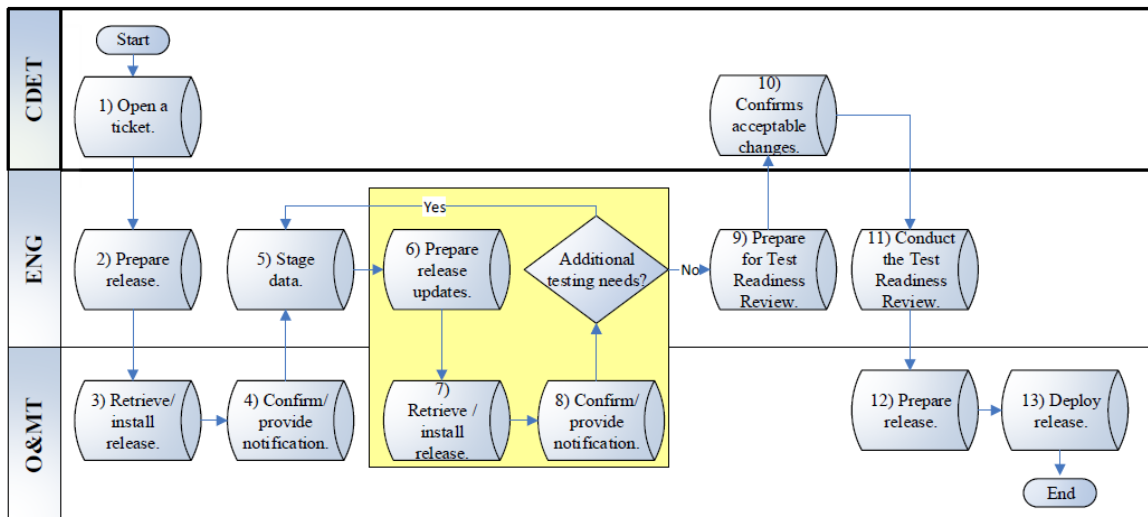 CDET
Start
1) Open a
ticket.
10)
Confirms
acceptable
changes.
ENG
2) Prepare
release.
5) Stage
data.
Yes
6) Prepare
release
updates.
Additional
testing needs?
No
9) Prepare
for Test
Readiness
Review.
11) Conduct
the Test
Readiness
Review.
O&MT
3) Retrieve/
install
release.
4) Confirm/
provide
notification.
7)
Retrieve /
install
release.
8) Confirm/
provide
notification.
12) Prepare
release.
13) Deploy
release.
End